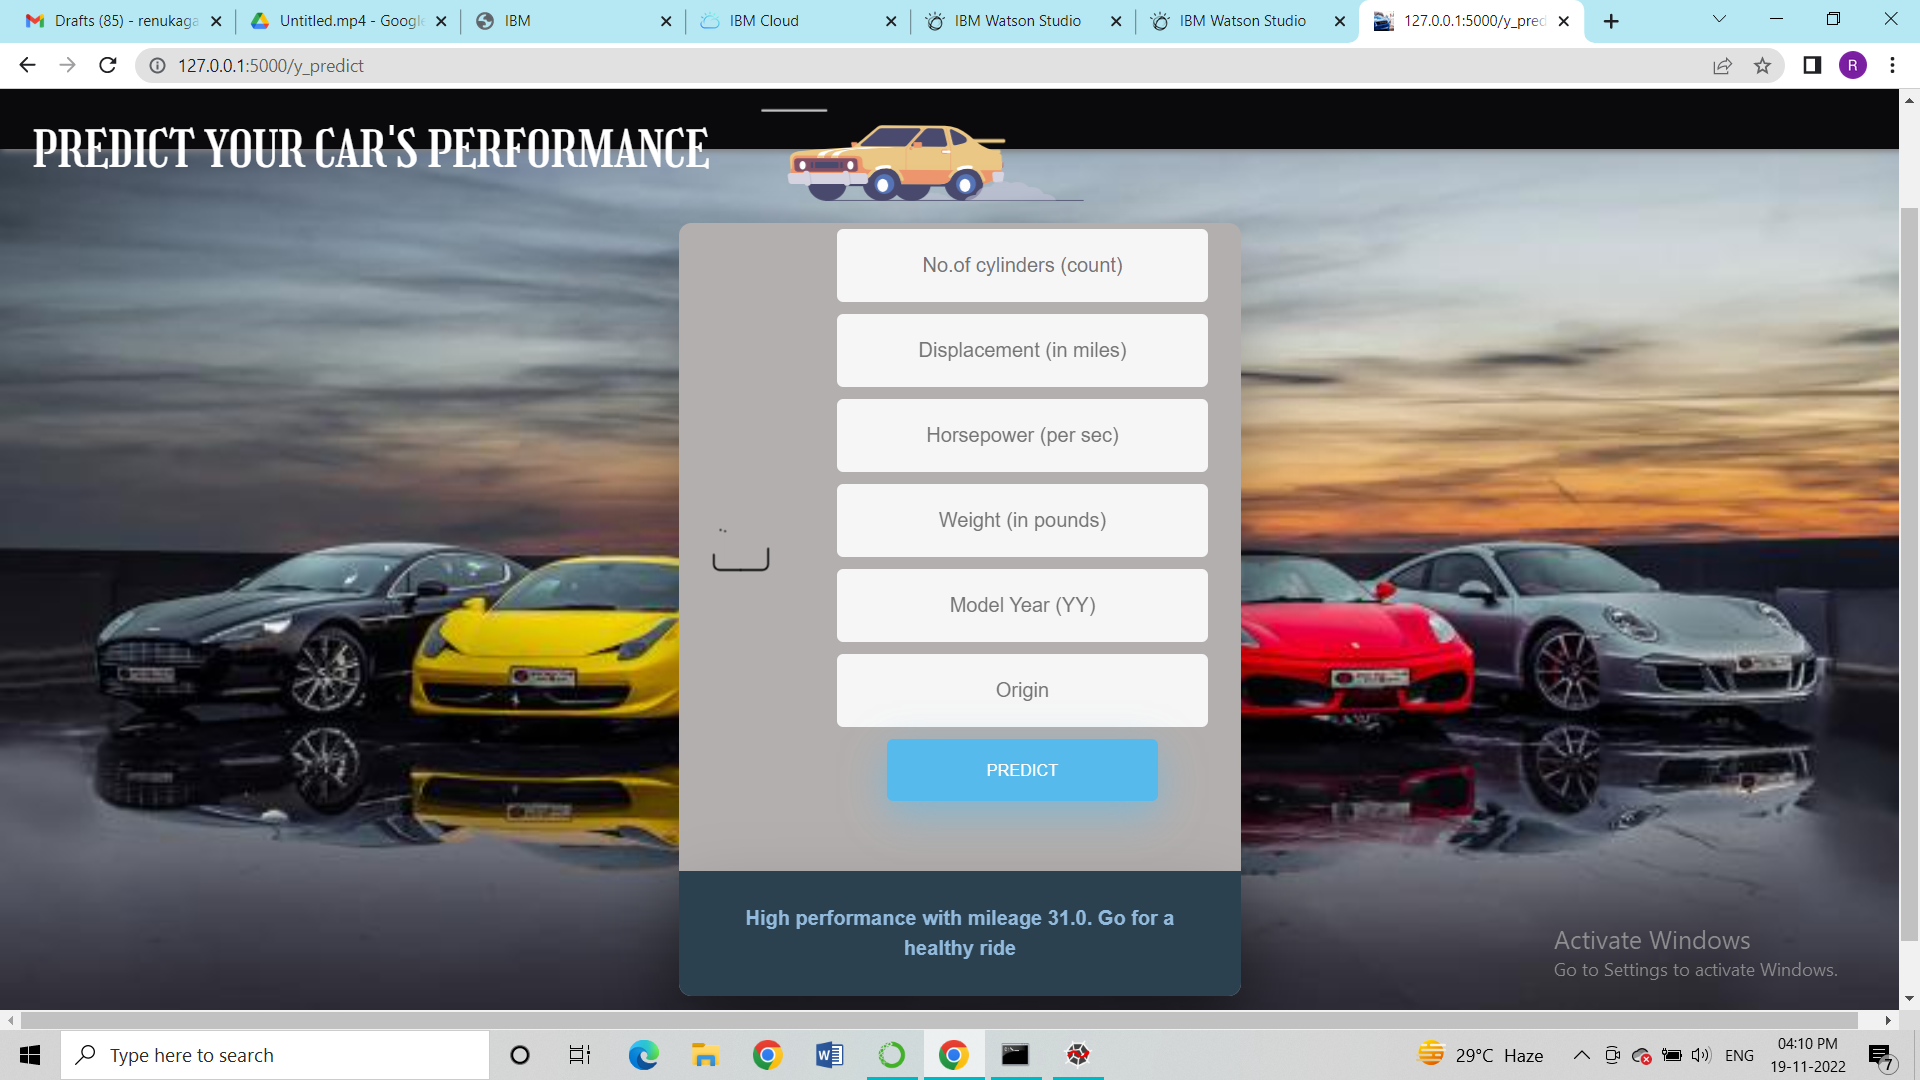 Drafts (85) - renukaga
Untitled.mp4 - Google
IBM
IBM Cloud
IBM Watson Studio
IBM Watson Studio
127.0.0.1:5000/y_pred
127.0.0.1:5000/y_predict
R
PREDICT YOUR CAR'S PERFORMANCE
No.of cylinders (count)
Displacement (in miles)
Horsepower (per sec)
Weight (in pounds)
Model Year (YY)
Origin
PREDICT
High performance with mileage 31.0. Go for a
healthy ride
Activate Windows
Go to Settings to activate Windows.
Type here to search
29°C Haze
ENG
04:10 PM
19-11-2022
7